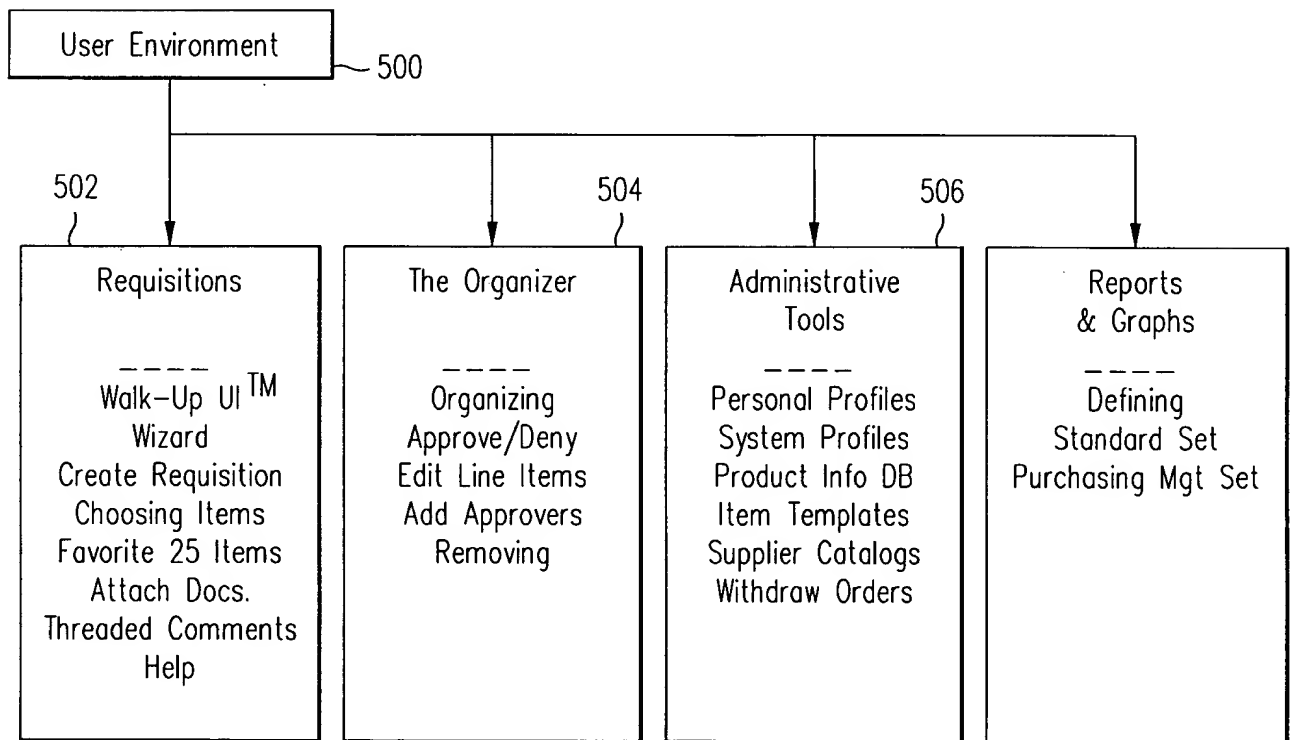 User Environment
500
502
504
506
Requisitions
_ _ _ _
Walk-Up UI™
Wizard
Create Requisition
Choosing Items
Favorite 25 Items
Attach Docs.
Threaded Comments
Help
The Organizer
_ _ _ _
Organizing
Approve/Deny
Edit Line Items
Add Approvers
Removing
Administrative
Tools
_ _ _ _
Personal Profiles
System Profiles
Product Info DB
Item Templates
Supplier Catalogs
Withdraw Orders
Reports
& Graphs
_ _ _ _
Defining
Standard Set
Purchasing Mgt Set